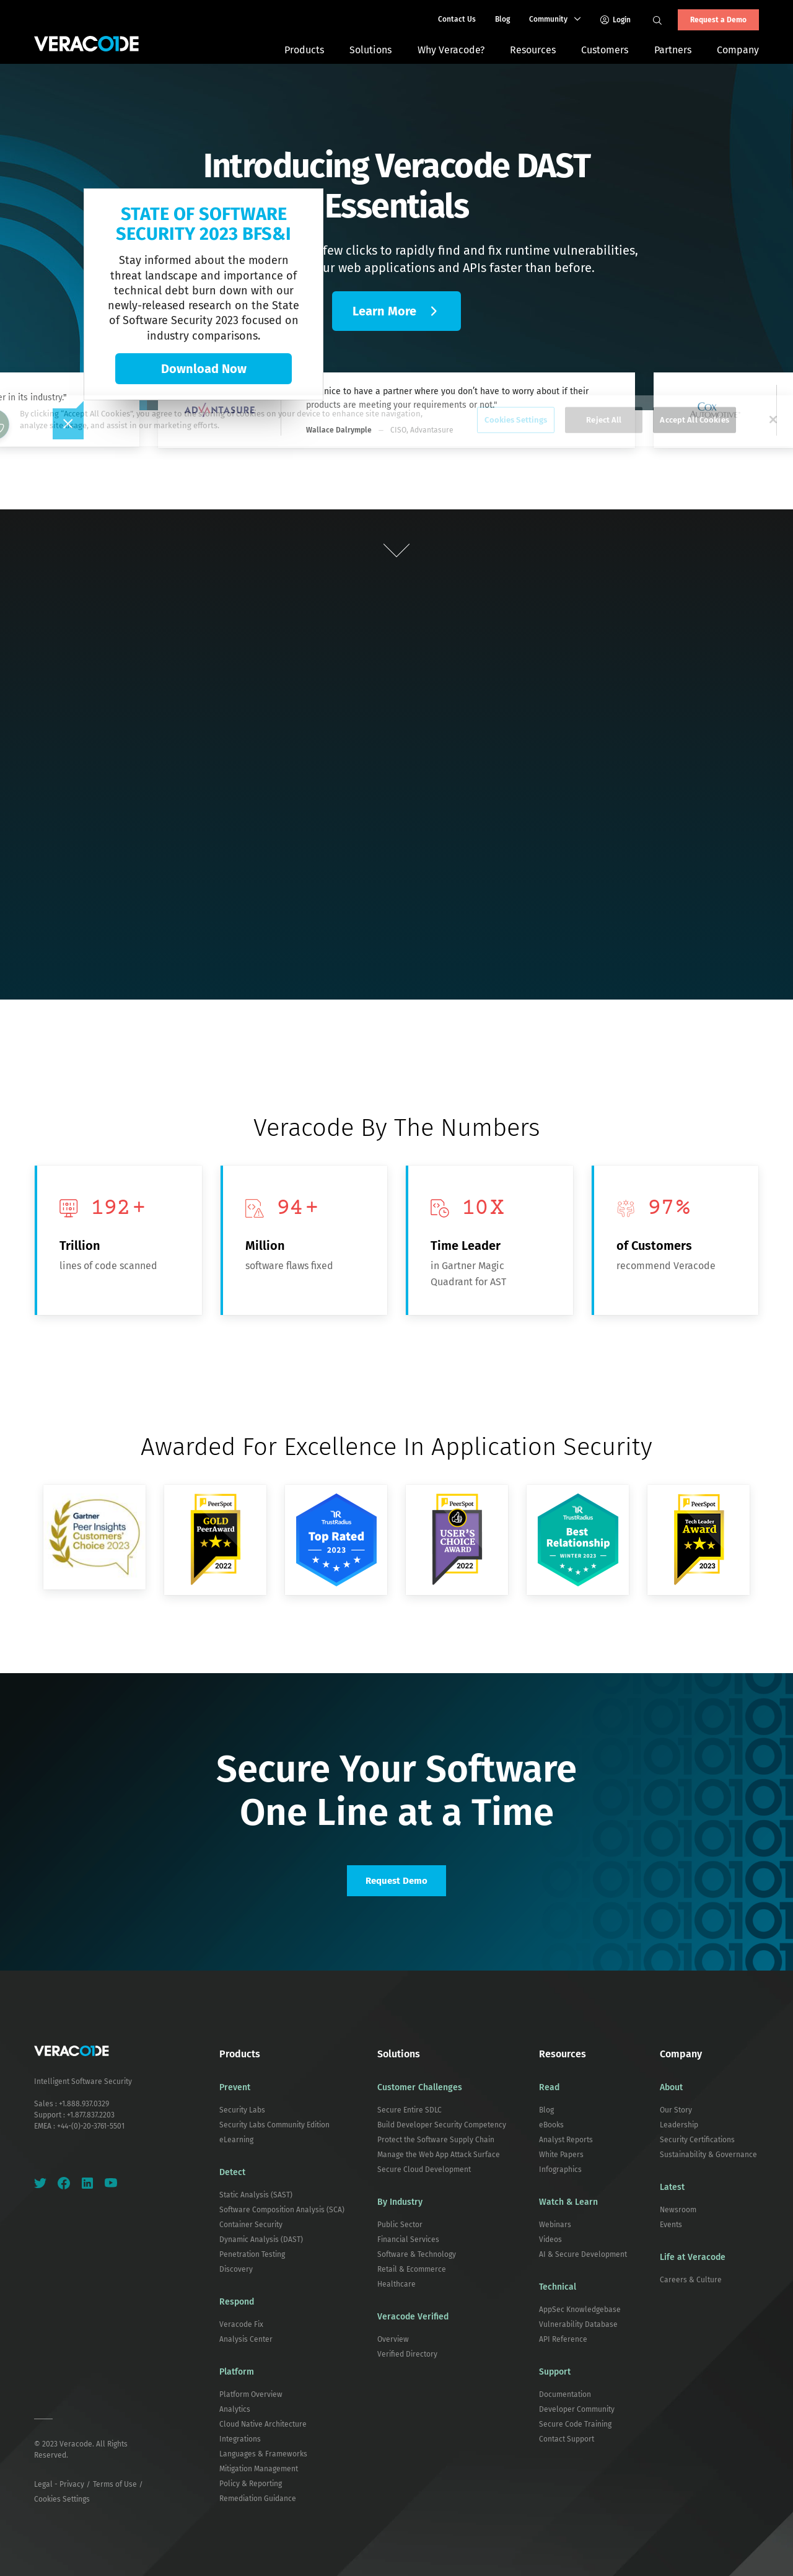 Contact Us
Blog
Community
Login
Request a Demo
VERACODE
Products
Solutions
Why Veracode?
Resources
Customers
Partners
Company
Introducing Veracode DAST
Essentials
few clicks to rapidly find and fix runtime vulnerabilities,
ur web applications and APIs faster than before.
Learn More
STATE OF SOFTWARE
SECURITY 2023 BFS&I
Stay informed about the modern
threat landscape and importance of
technical debt burn down with our
newly-released research on the State
of Software Security 2023 focused on
industry comparisons.
Download Now
er in its industry."
nice to have a partner where you don't have to worry about if their
products are meeting your requirements or not."
ADVANTASURE
Wallace Dalrymple — CISO, Advantasure
Cox
AUTOMOTIVE
By clicking "Accept All Cookies", you agree to the storing of cookies on your device to enhance site navigation,
analyze site usage, and assist in our marketing efforts.
Cookies Settings
Reject All
Accept All Cookies
Veracode By The Numbers
192+
Trillion
lines of code scanned
94+
Million
software flaws fixed
10X
Time Leader
in Gartner Magic
Quadrant for AST
97%
of Customers
recommend Veracode
Awarded For Excellence In Application Security
Gartner
Peer Insights
Customers'
Choice 2023
PeerSpot
GOLD
PeerAward
2022
TR
TrustRadius
Top Rated
2023
PeerSpot
USER'S
CHOICE
AWARD
2022
TR
TrustRadius
Best
Relationship
WINTER 2023
PeerSpot
Tech Leader
Award
2023
Secure Your Software
One Line at a Time
Request Demo
VERACODE
Intelligent Software Security
Sales : +1.888.937.0329
Support : +1.877.837.2203
EMEA : +44-(0)-20-3761-5501
© 2023 Veracode. All Rights
Reserved.
Legal - Privacy / Terms of Use /
Cookies Settings
Products
Prevent
Security Labs
Security Labs Community Edition
eLearning
Detect
Static Analysis (SAST)
Software Composition Analysis (SCA)
Container Security
Dynamic Analysis (DAST)
Penetration Testing
Discovery
Respond
Veracode Fix
Analysis Center
Platform
Platform Overview
Analytics
Cloud Native Architecture
Integrations
Languages & Frameworks
Mitigation Management
Policy & Reporting
Remediation Guidance
Solutions
Customer Challenges
Secure Entire SDLC
Build Developer Security Competency
Protect the Software Supply Chain
Manage the Web App Attack Surface
Secure Cloud Development
By Industry
Public Sector
Financial Services
Software & Technology
Retail & Ecommerce
Healthcare
Veracode Verified
Overview
Verified Directory
Resources
Read
Blog
eBooks
Analyst Reports
White Papers
Infographics
Watch & Learn
Webinars
Videos
AI & Secure Development
Technical
AppSec Knowledgebase
Vulnerability Database
API Reference
Support
Documentation
Developer Community
Secure Code Training
Contact Support
Company
About
Our Story
Leadership
Security Certifications
Sustainability & Governance
Latest
Newsroom
Events
Life at Veracode
Careers & Culture